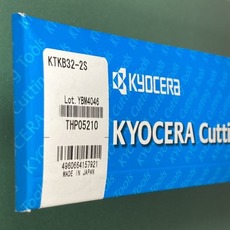 KTKB32-2S
Lot.YBM4046
THP05210
4960664157921
MADE IN JAPAN
KYOCERA
KYOCERA Cutti